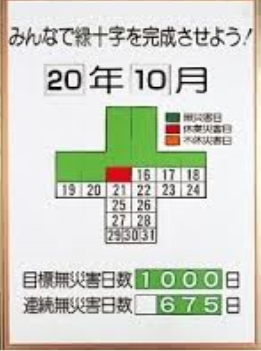 みんなで緑十字を完成させよう!
20年10月
無災害日
休業災害日
不休災害日
16 17 18
19 20 21 22 23 24
25 26
27 28
29 30 31
目標無災害日数1000日
連続無災害日数675日